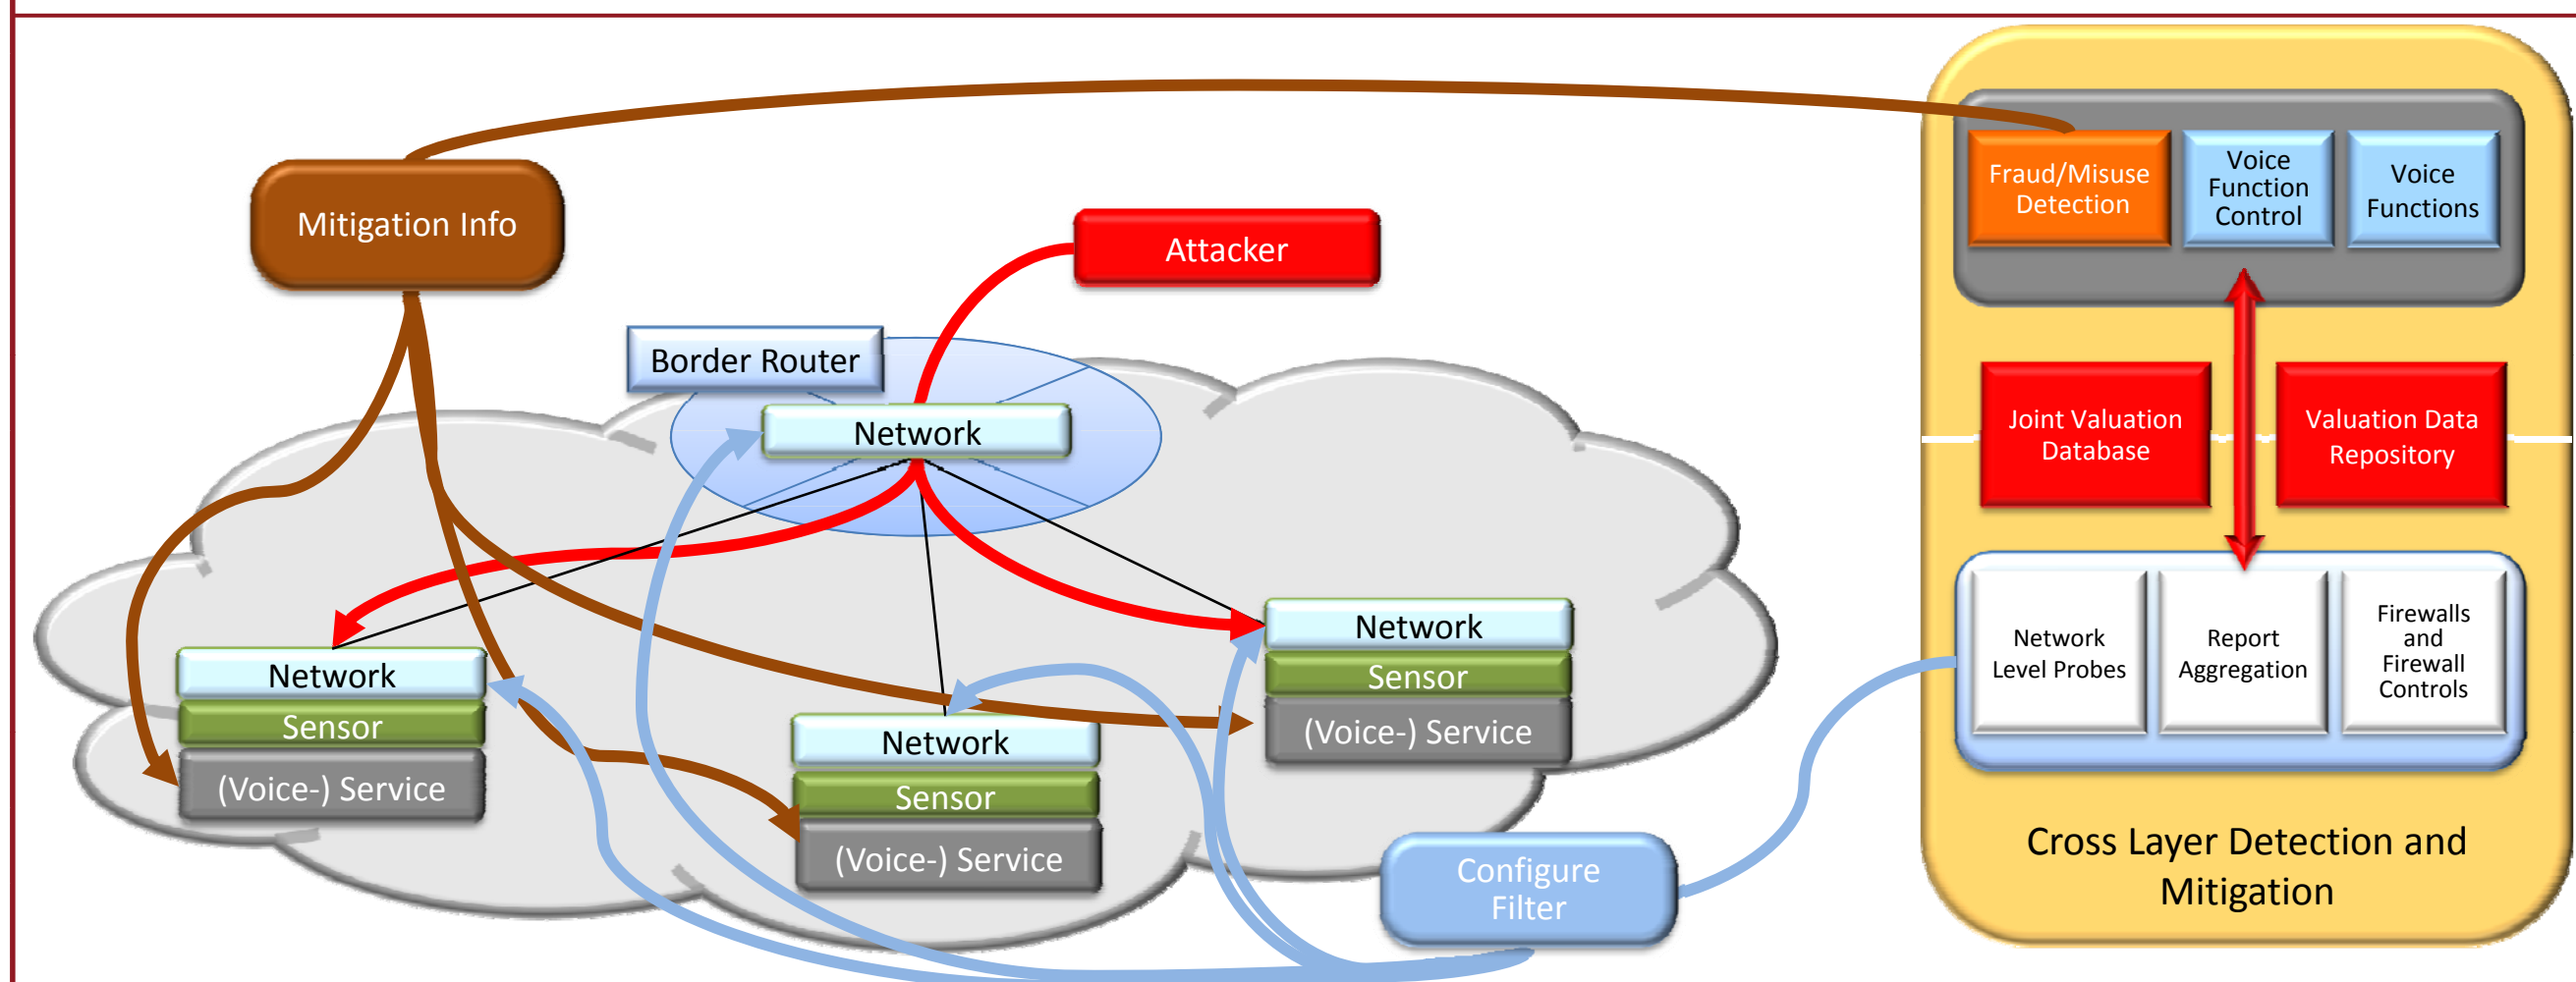 Mitigation Info
Attacker
Border Router
Network
Network
Sensor
(Voice-) Service
Network
Sensor
(Voice-) Service
Network
Sensor
(Voice-) Service
Configure
Filter
Fraud/Misuse
Detection
Voice
Function
Control
Voice
Functions
Joint Valuation
Database
Valuation Data
Repository
Network
Level Probes
Report
Aggregation
Firewalls
and
Firewall
Controls
Cross Layer Detection and
Mitigation